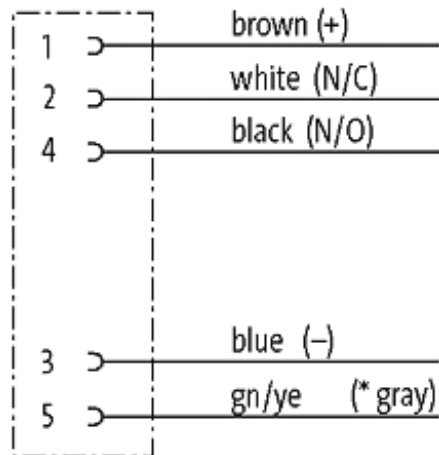 1 brown (+)
2 white (N/C)
4 black (N/O)
3 blue (–)
5 gn/ye (* gray)